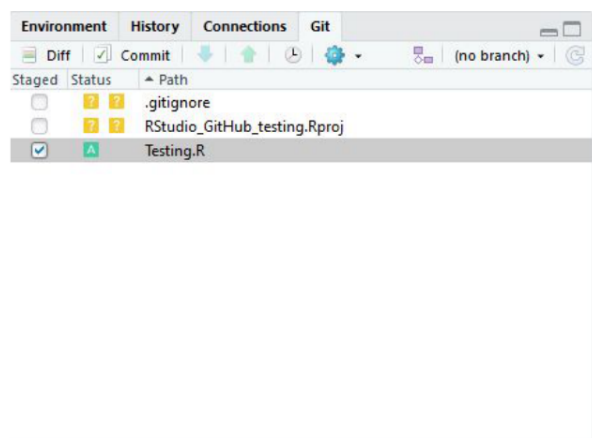 Environment History Connections Git
Diff Commit (no branch)
Staged Status Path
? ? .gitignore
? ? RStudio_GitHub_testing.Rproj
A Testing.R